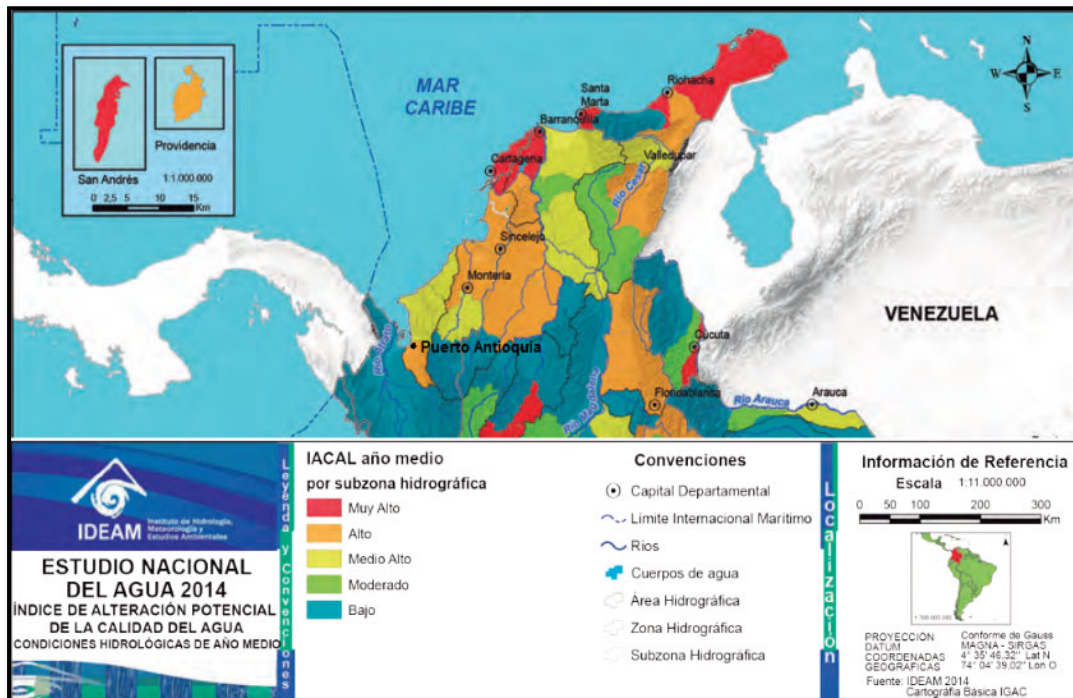 MAR
CARIBE
San Andrés
Providencia
1:1.000.000
0 2,5 5 10 15
Km
N
W E
S
Riohacha
Santa
Marta
Barranquilla
Cartagena
Valledupar
Río Cesar
Sincelejo
Montería
Puerto Antioquia
Río Atrato
Río Magdalena
Cúcuta
Floridablanca
Río Arauca
Arauca
VENEZUELA
IDEAM
Instituto de Hidrología,
Meteorología y
Estudios Ambientales
ESTUDIO NACIONAL
DEL AGUA 2014
ÍNDICE DE ALTERACIÓN POTENCIAL
DE LA CALIDAD DEL AGUA
CONDICIONES HIDROLÓGICAS DE AÑO MEDIO
Leyenda y Convenciones
IACAL año medio
por subzona hidrográfica
Muy Alto
Alto
Medio Alto
Moderado
Bajo
Convenciones
Capital Departamental
Límite Internacional Marítimo
Ríos
Cuerpos de agua
Área Hidrográfica
Zona Hidrográfica
Subzona Hidrográfica
Localización
Información de Referencia
Escala 1:11.000.000
0 50 100 200 300
Km
PROYECCIÓN Conforme de Gauss
DATUM MAGNA - SIRGAS
COORDENADAS 4° 35' 46,32'' Lat N
GEOGRÁFICAS 74° 04' 39,02'' Lon O
Fuente: IDEAM 2014
Cartográfia Básica IGAC